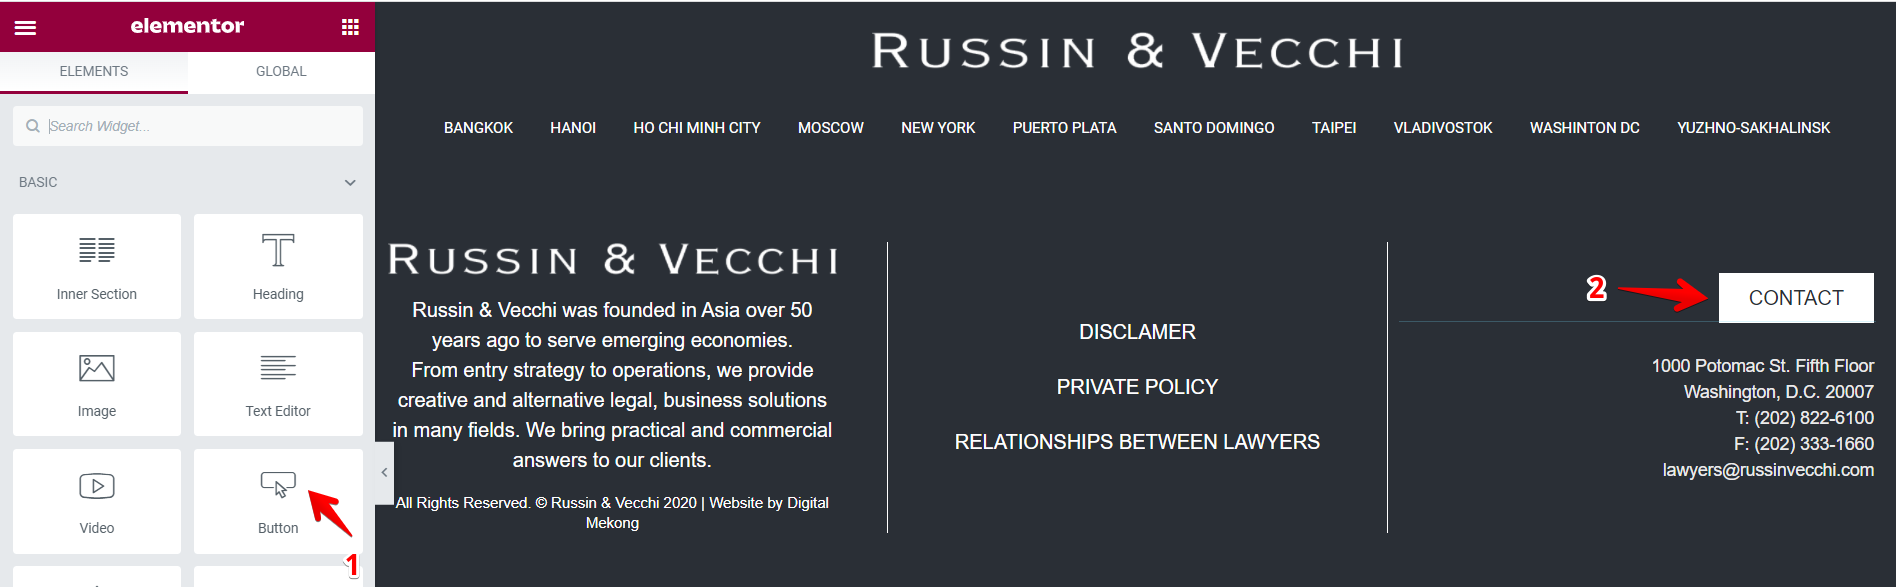 elementor
ELEMENTS GLOBAL
Search Widget...
BASIC
Inner Section Heading
Image Text Editor
Video Button
1
RUSSIN & VECCHI
BANGKOK HANOI HO CHI MINH CITY MOSCOW NEW YORK PUERTO PLATA SANTO DOMINGO TAIPEI VLADIVOSTOK WASHINTON DC YUZHNO-SAKHALINSK
RUSSIN & VECCHI
Russin & Vecchi was founded in Asia over 50
years ago to serve emerging economies.
From entry strategy to operations, we provide
creative and alternative legal, business solutions
in many fields. We bring practical and commercial
answers to our clients.
All Rights Reserved. © Russin & Vecchi 2020 | Website by Digital
Mekong
DISCLAMER
PRIVATE POLICY
RELATIONSHIPS BETWEEN LAWYERS
2
CONTACT
1000 Potomac St. Fifth Floor
Washington, D.C. 20007
T: (202) 822-6100
F: (202) 333-1660
lawyers@russinvecchi.com